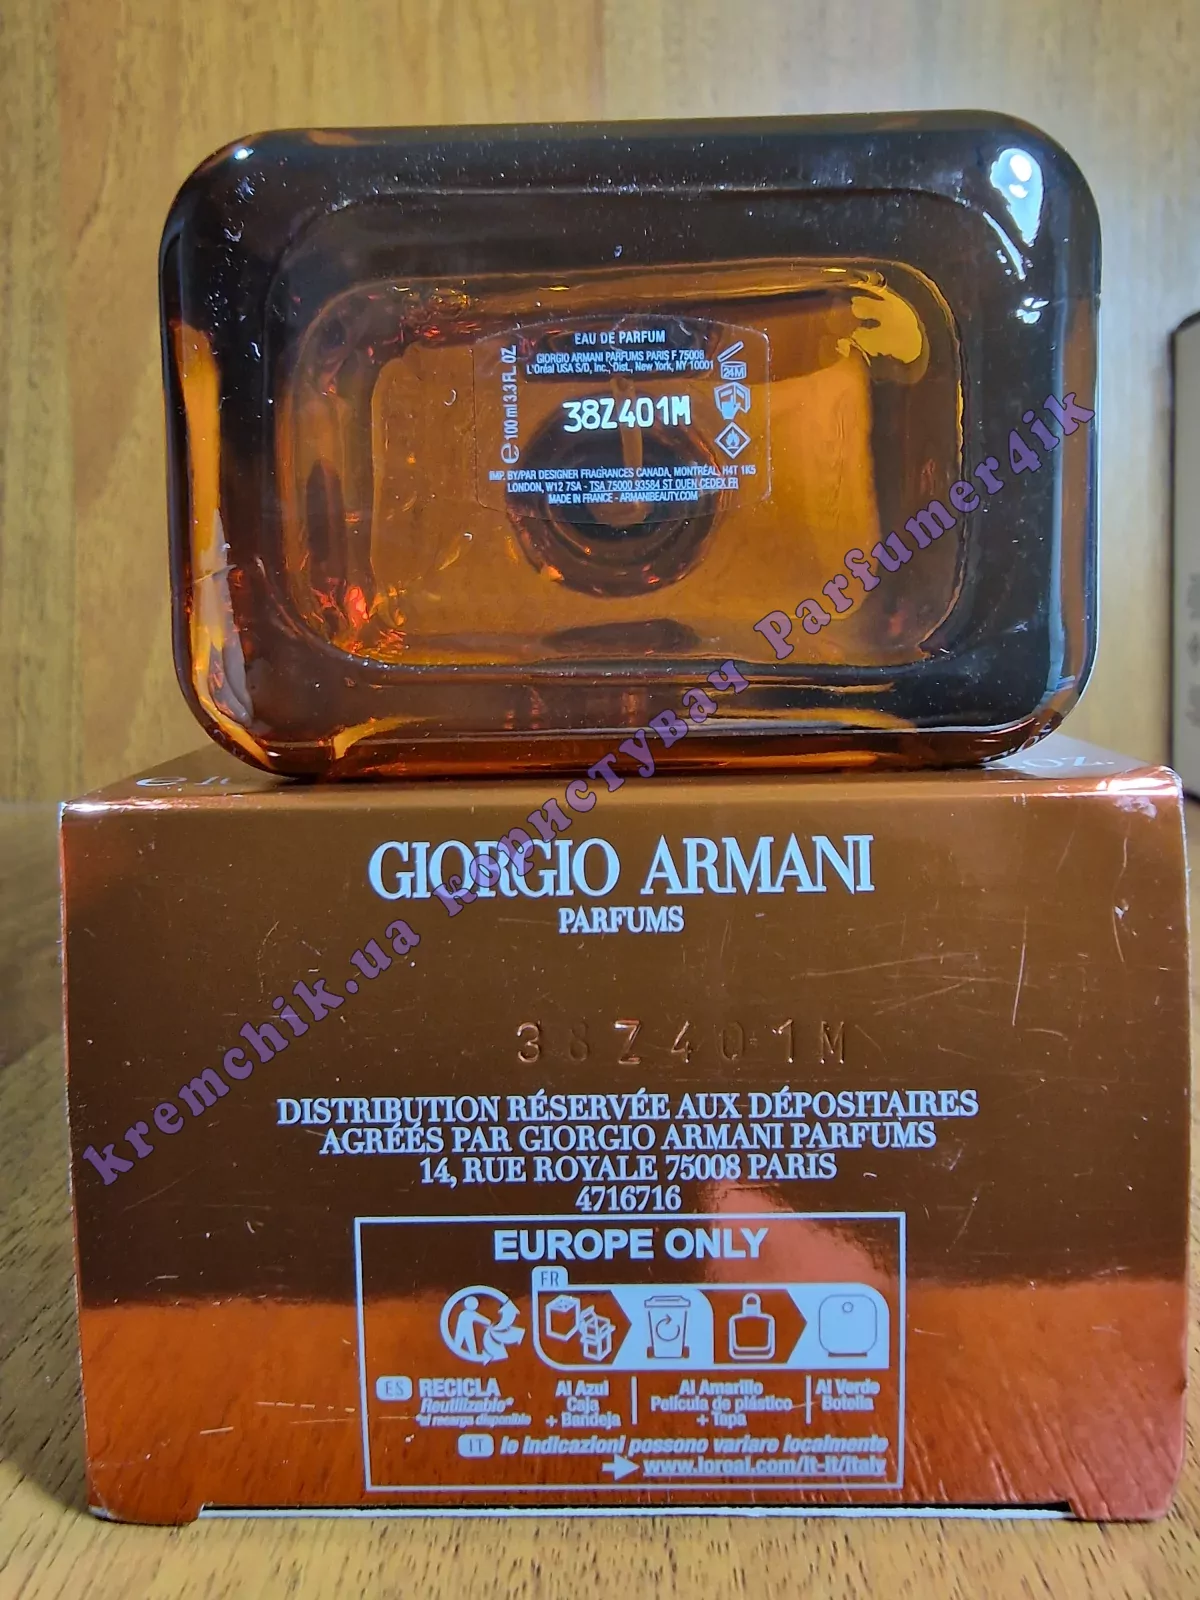 EAU DE PARFUM
GIORGIO ARMANI PARFUMS PARIS F 75008
L'Oréal USA S/D, Inc., Dist., New York, NY 10001
℮ 100 ml 3.3 FL. OZ.
24M
38Z401M
IMP. BY/PAR DESIGNER FRAGRANCES CANADA, MONTRÉAL, H4T 1K5
LONDON, W12 7SA - TSA 75000 93584 ST OUEN CEDEX FR
MADE IN FRANCE - ARMANIBEAUTY.COM
OZ.
GIORGIO ARMANI
PARFUMS
38Z401M
DISTRIBUTION RÉSERVÉE AUX DÉPOSITAIRES
AGRÉÉS PAR GIORGIO ARMANI PARFUMS
14, RUE ROYALE 75008 PARIS
4716716
EUROPE ONLY
FR
ES RECICLA
Reutilizable*
*si recarga disponible
Al Azul
Caja
+ Bandeja
Al Amarillo
Película de plástico
+ Tapa
Al Verde
Botella
IT le indicazioni possono variare localmente
www.loreal.com/it-it/italy
kremchik.ua користувач Parfumer4ik